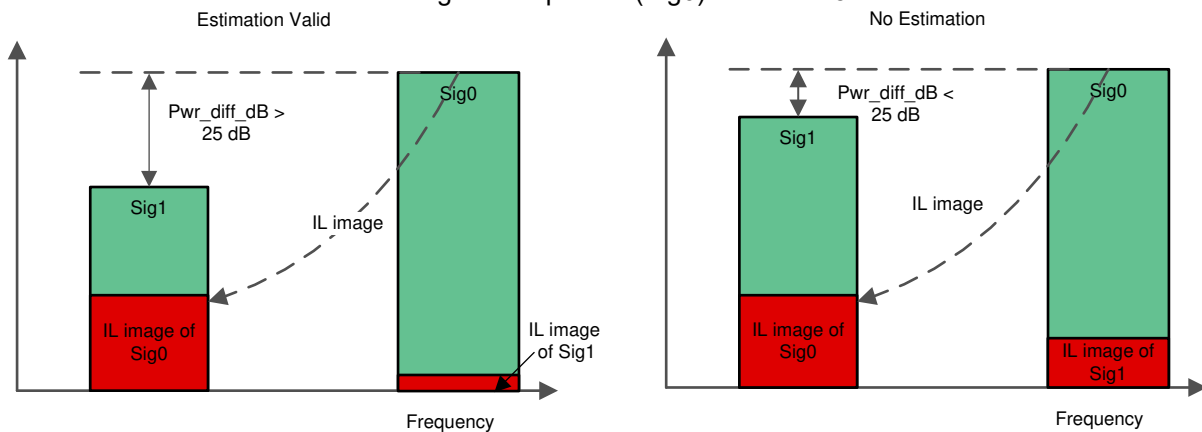 Estimation Valid
Sig0
Pwr_diff_dB >
25 dB
Sig1
IL image
IL image of
Sig0
IL image
of Sig1
Frequency
No Estimation
Sig0
Pwr_diff_dB <
25 dB
Sig1
IL image
IL image of
Sig0
IL image of
Sig1
Frequency